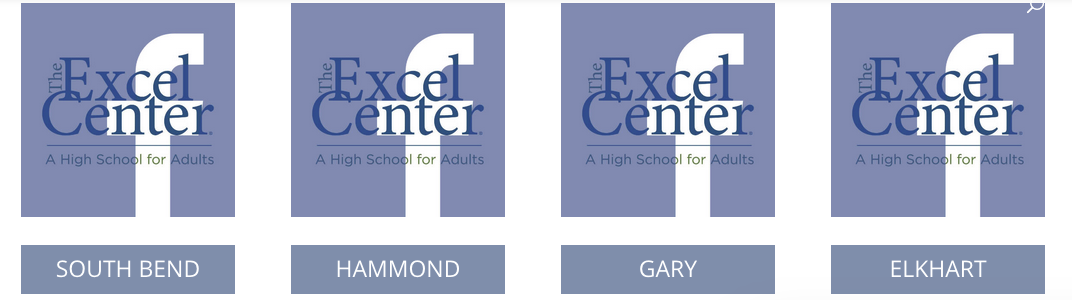 The Excel Center
A High School for Adults
SOUTH BEND
The Excel Center
A High School for Adults
HAMMOND
The Excel Center
A High School for Adults
GARY
The Excel Center
A High School for Adults
ELKHART